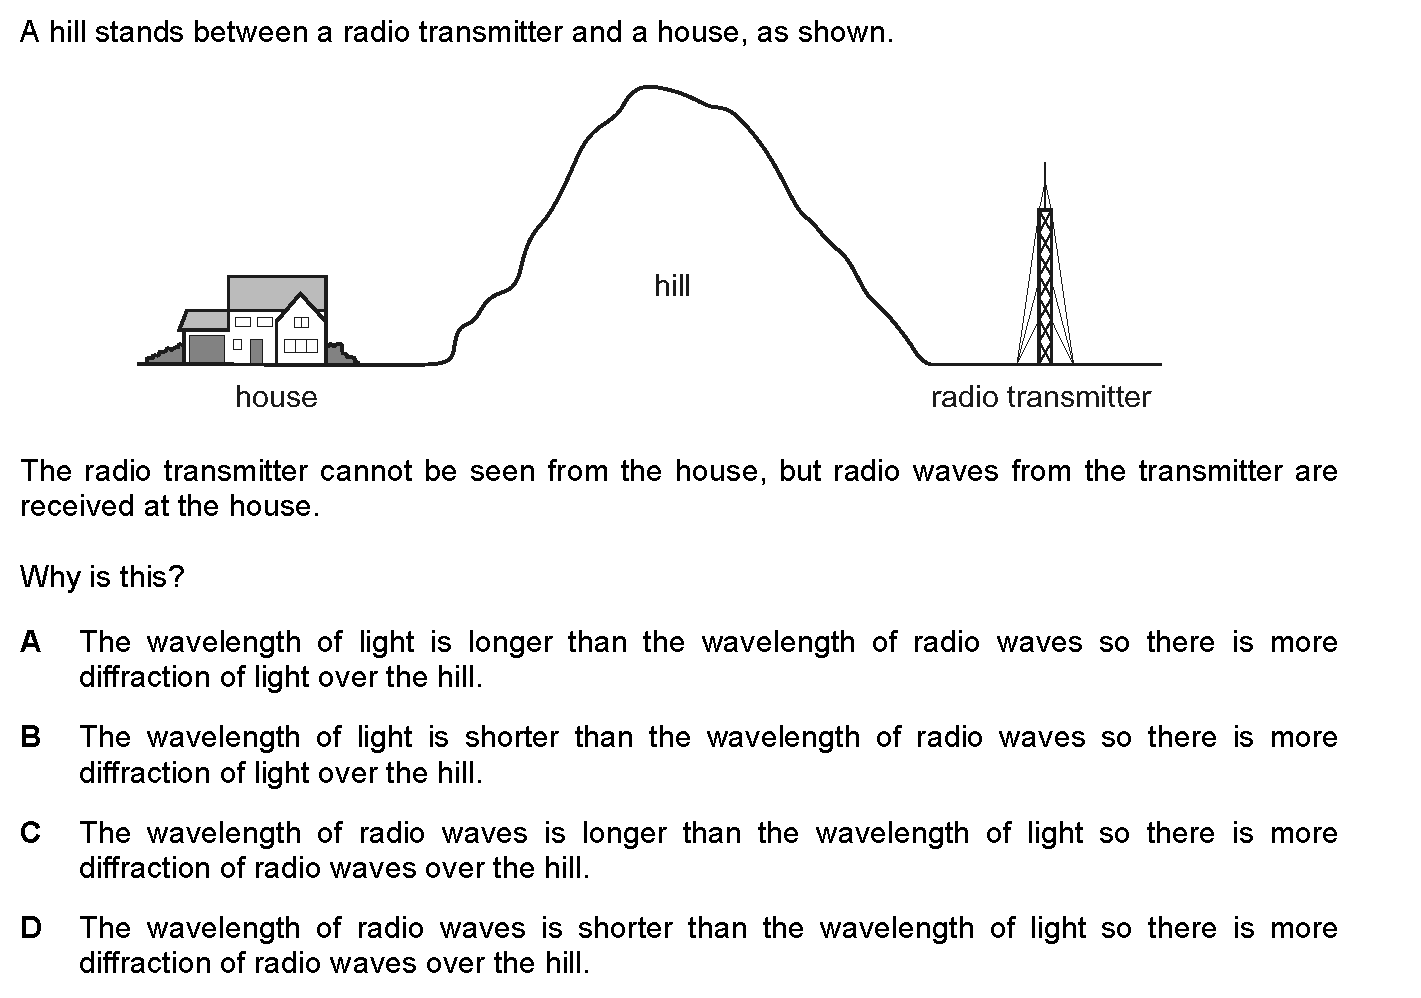 A hill stands between a radio transmitter and a house, as shown.
hill
house
radio transmitter
The radio transmitter cannot be seen from the house, but radio waves from the transmitter are
received at the house.
Why is this?
A The wavelength of light is longer than the wavelength of radio waves so there is more
diffraction of light over the hill.
B The wavelength of light is shorter than the wavelength of radio waves so there is more
diffraction of light over the hill.
C The wavelength of radio waves is longer than the wavelength of light so there is more
diffraction of radio waves over the hill.
D The wavelength of radio waves is shorter than the wavelength of light so there is more
diffraction of radio waves over the hill.